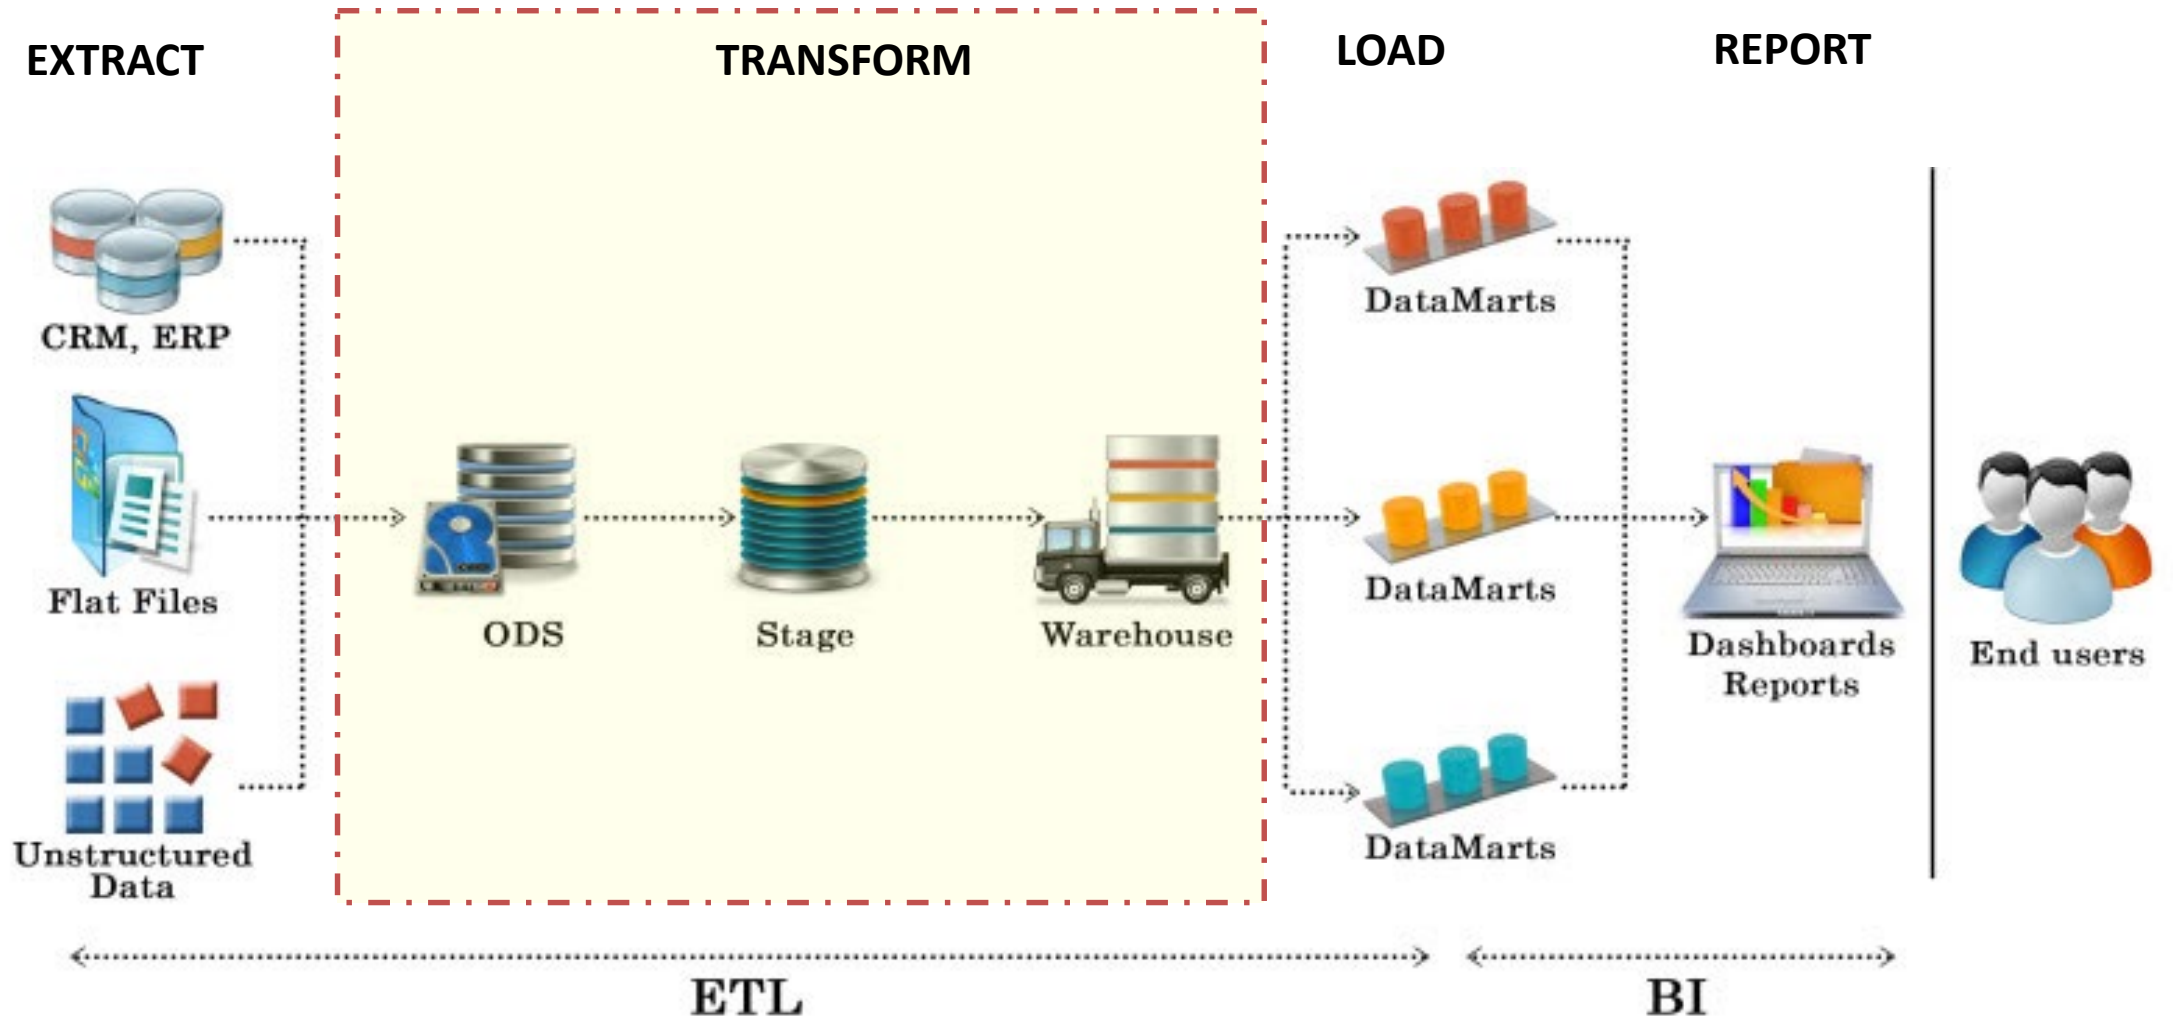 EXTRACT
TRANSFORM
LOAD
REPORT
CRM, ERP
Flat Files
Unstructured
Data
ODS
Stage
Warehouse
DataMarts
DataMarts
DataMarts
Dashboards
Reports
End users
ETL
BI